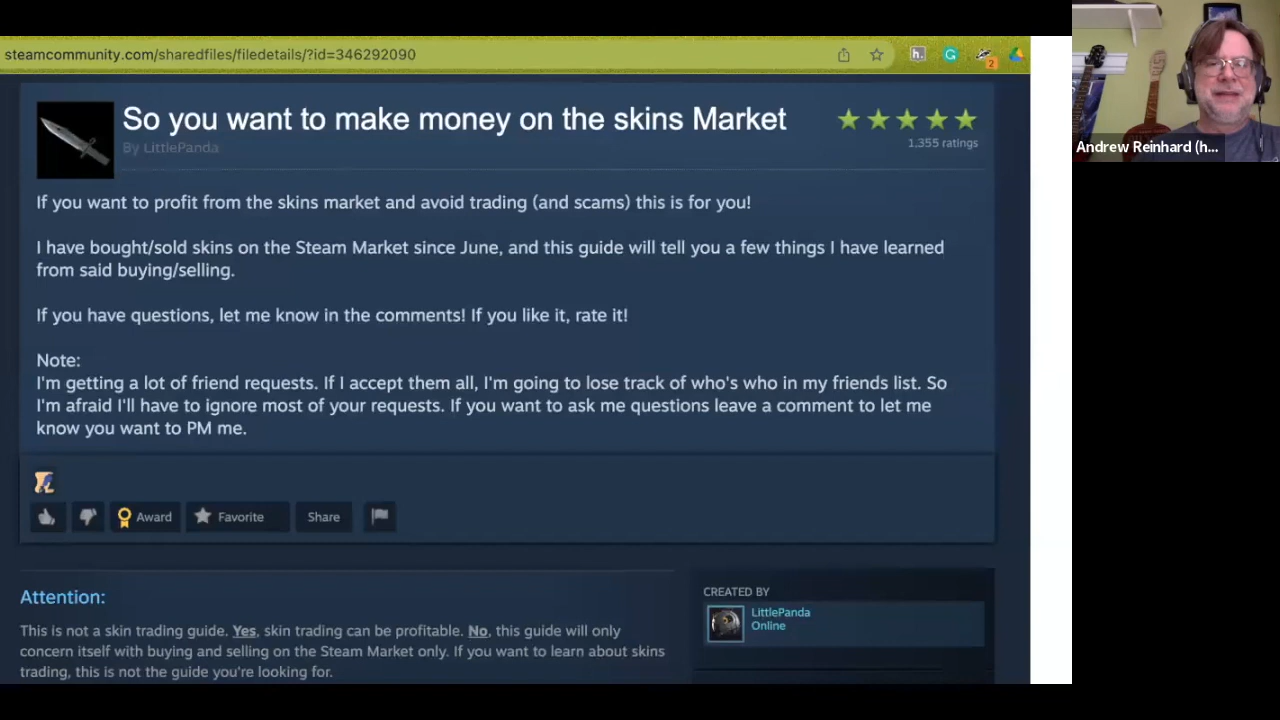 steamcommunity.com/sharedfiles/filedetails/?id=346292090
2
So you want to make money on the skins Market
By LittlePanda
1,355 ratings
If you want to profit from the skins market and avoid trading (and scams) this is for you!
I have bought/sold skins on the Steam Market since June, and this guide will tell you a few things I have learned
from said buying/selling.
If you have questions, let me know in the comments! If you like it, rate it!
Note:
I'm getting a lot of friend requests. If I accept them all, I'm going to lose track of who's who in my friends list. So
I'm afraid I'll have to ignore most of your requests. If you want to ask me questions leave a comment to let me
know you want to PM me.
Award
Favorite
Share
Attention:
This is not a skin trading guide. Yes, skin trading can be profitable. No, this guide will only
concern itself with buying and selling on the Steam Market only. If you want to learn about skins
trading, this is not the guide you're looking for.
CREATED BY
LittlePanda
Online
Andrew Reinhard (h...